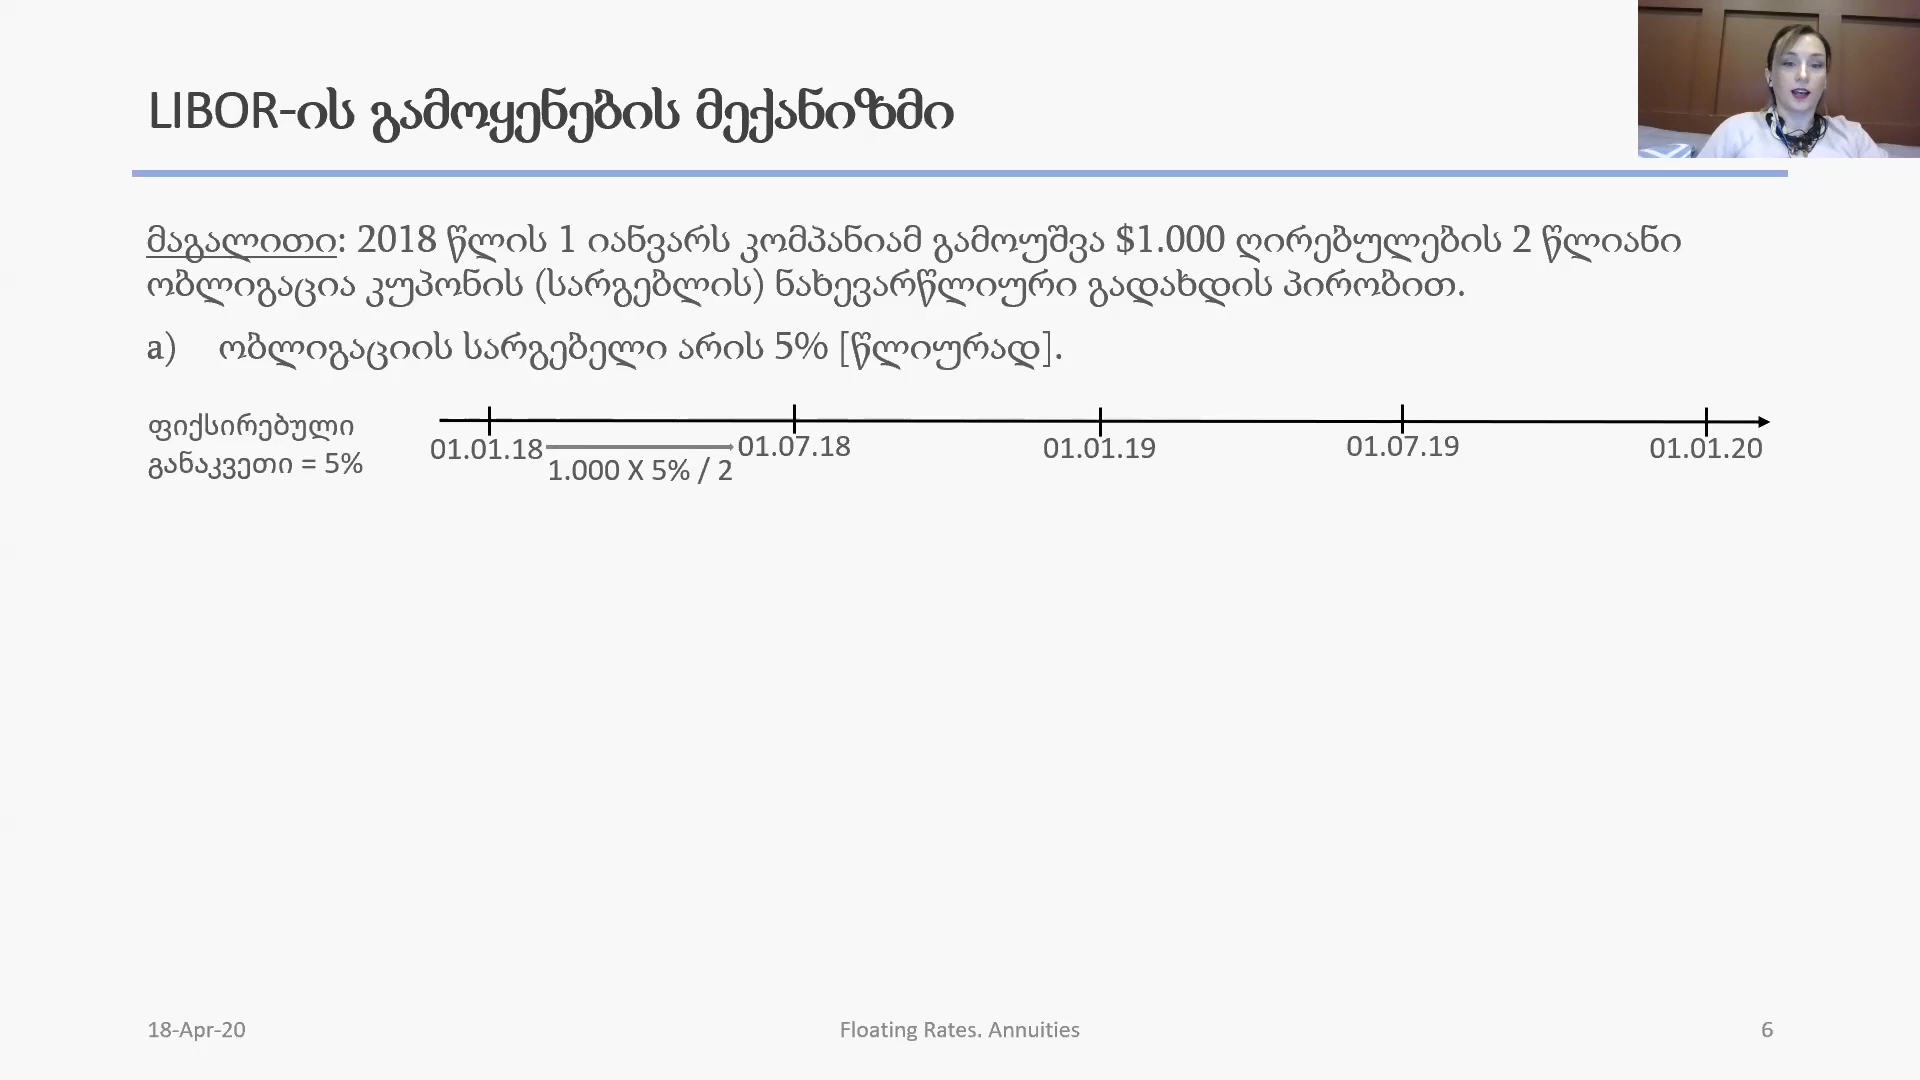 LIBOR-ის გამოყენების მექანიზმი
მაგალითი: 2018 წლის 1 იანვარს კომპანიამ გამოუშვა $1.000 ღირებულების 2 წლიანი
ობლიგაცია კუპონის (სარგებლის) ნახევარწლიური გადახდის პირობით.
a) ობლიგაციის სარგებელი არის 5% [წლიურად].
ფიქსირებული
განაკვეთი = 5%
01.01.18 01.07.18 01.01.19 01.07.19 01.01.20
1.000 X 5% / 2
18-Apr-20 Floating Rates. Annuities 6